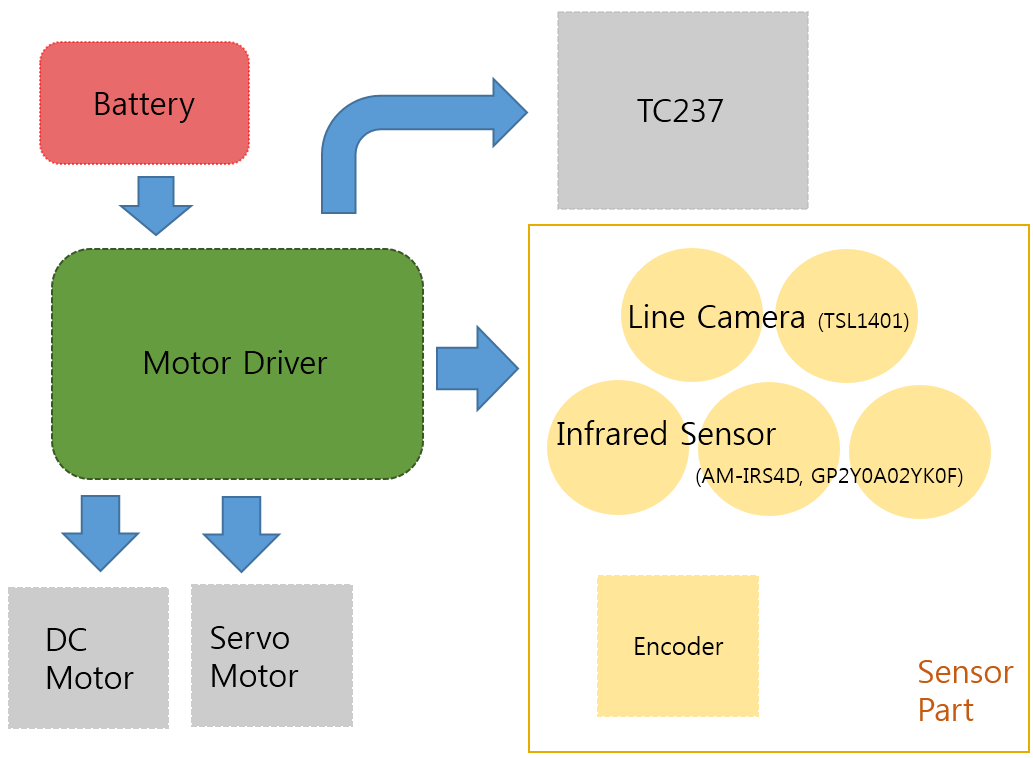 Battery
TC237
Motor Driver
Line Camera (TSL1401)
Infrared Sensor
(AM-IRS4D, GP2Y0A02YK0F)
DC
Motor
Servo
Motor
Encoder
Sensor
Part